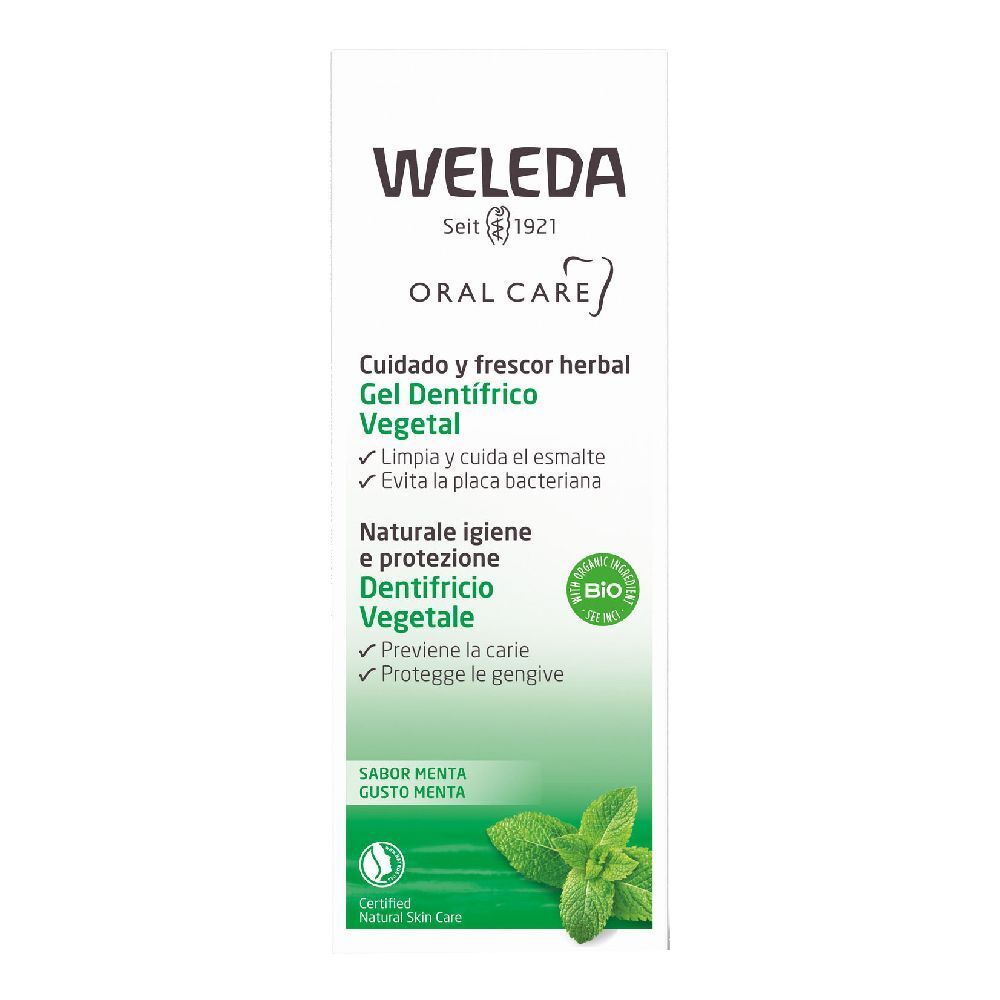 WELEDA
Seit 1921
ORAL CARE
Cuidado y frescor herbal
Gel Dentífrico
Vegetal
✓ Limpia y cuida el esmalte
✓ Evita la placa bacteriana
Naturale igiene
e protezione
Dentifricio
Vegetale
✓ Previene la carie
✓ Protegge le gengive
WITH ORGANIC INGREDIENT
BiO
- SEE INCI -
SABOR MENTA
GUSTO MENTA
Certified
Natural Skin Care